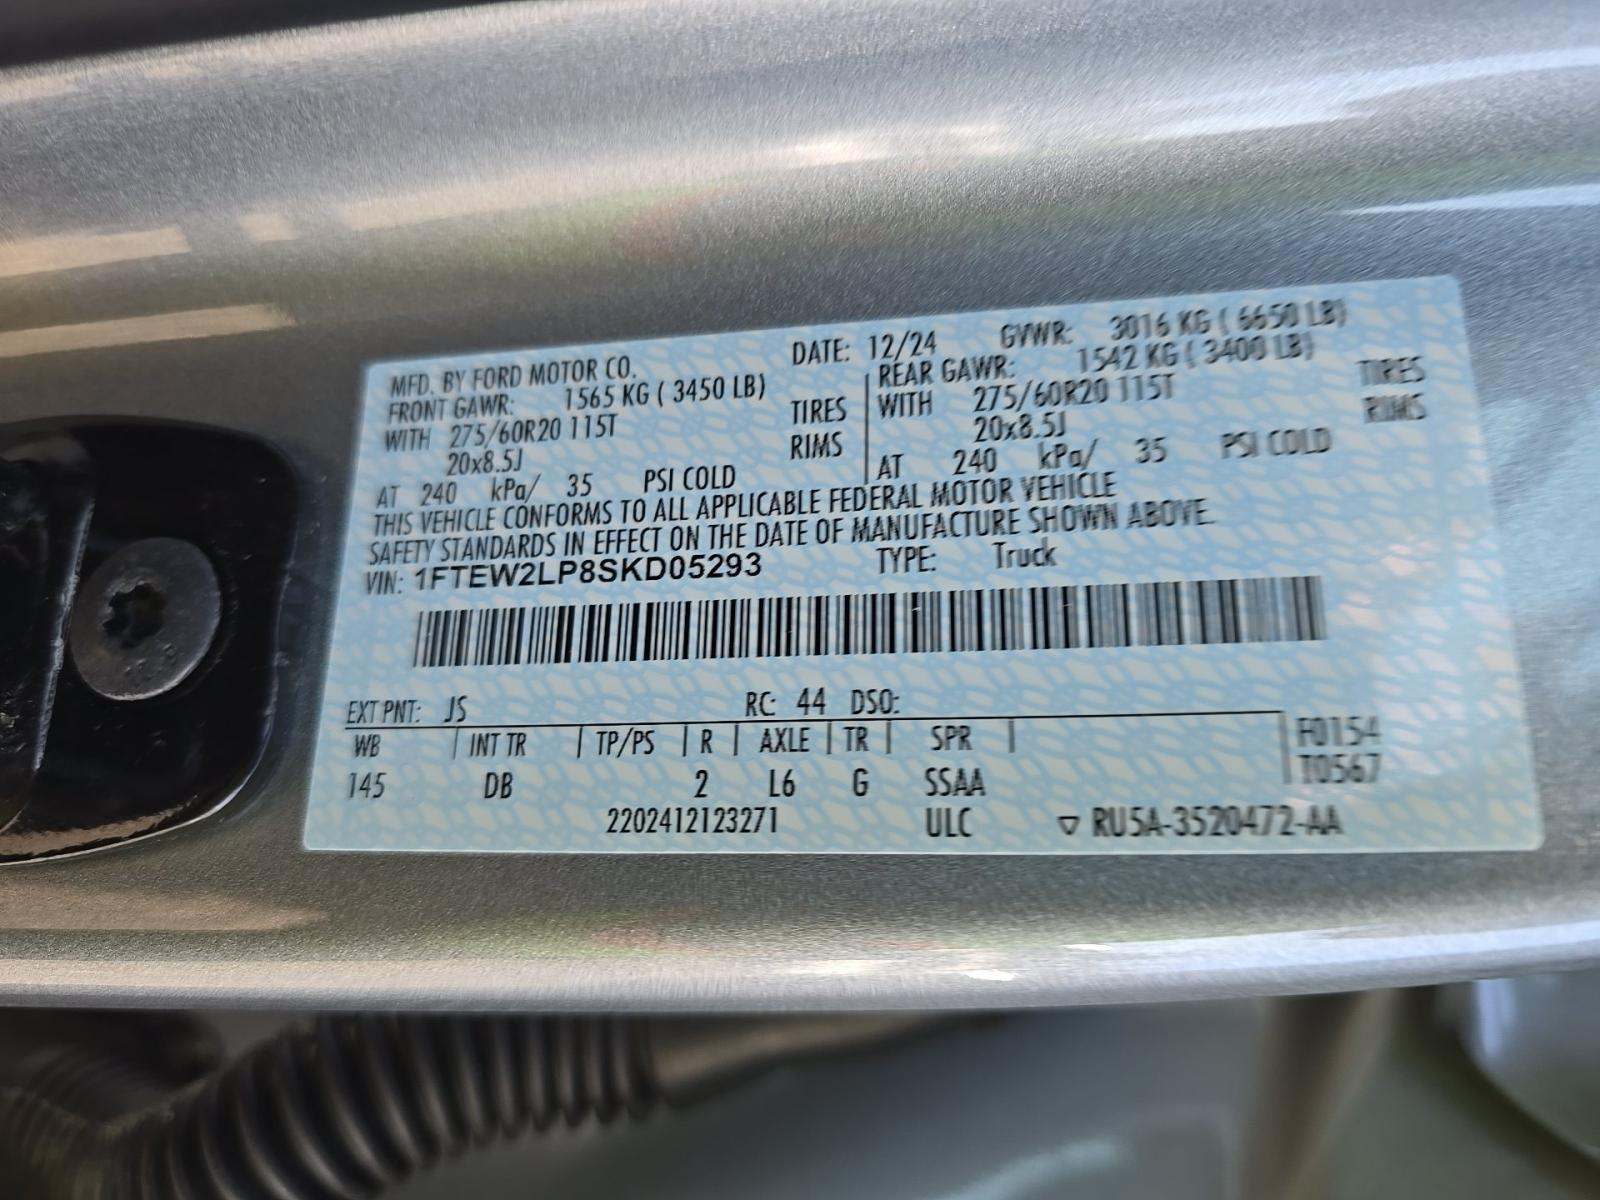 MFD. BY FORD MOTOR CO. DATE: 12/24 GVWR: 3016 KG ( 6650 LB)
FRONT GAWR: 1565 KG ( 3450 LB) REAR GAWR: 1542 KG ( 3400 LB)
WITH 275/60R20 115T TIRES WITH 275/60R20 115T TIRES
20x8.5J RIMS 20x8.5J RIMS
AT 240 kPa/ 35 PSI COLD AT 240 kPa/ 35 PSI COLD
THIS VEHICLE CONFORMS TO ALL APPLICABLE FEDERAL MOTOR VEHICLE
SAFETY STANDARDS IN EFFECT ON THE DATE OF MANUFACTURE SHOWN ABOVE.
VIN: 1FTEW2LP8SKD05293 TYPE: Truck
EXT PNT: JS RC: 44 DSO:
WB INT TR TP/PS R AXLE TR SPR F0154
145 DB 2 L6 G SSAA T0567
2202412123271 ULC ▽ RU5A-3520472-AA